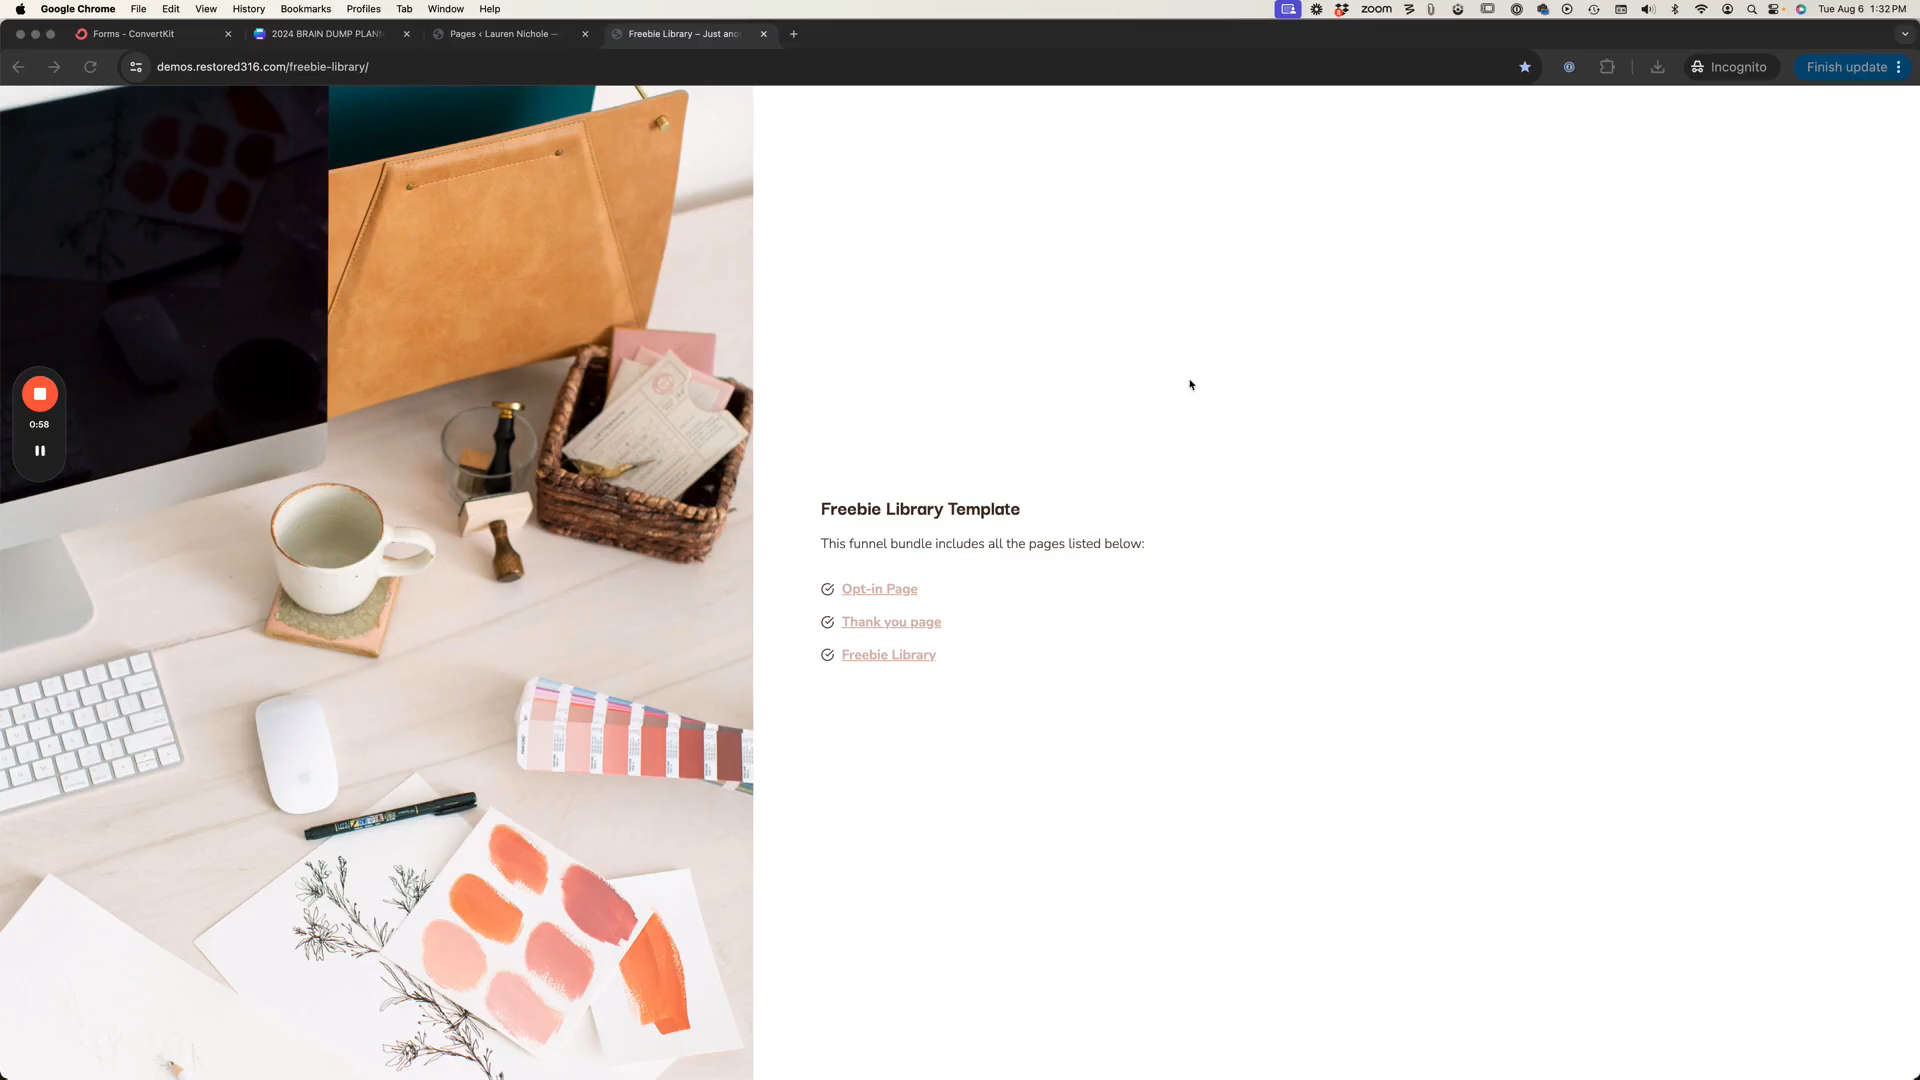 Google Chrome File Edit View History Bookmarks Profiles Tab Window Help zoom Tue Aug 6 1:32 PM
Forms - ConvertKit 2024 BRAIN DUMP PLANN Pages ‹ Lauren Nichole — Freebie Library – Just ano
demos.restored316.com/freebie-library/ Incognito Finish update
0:58
Freebie Library Template
This funnel bundle includes all the pages listed below:
Opt-in Page
Thank you page
Freebie Library